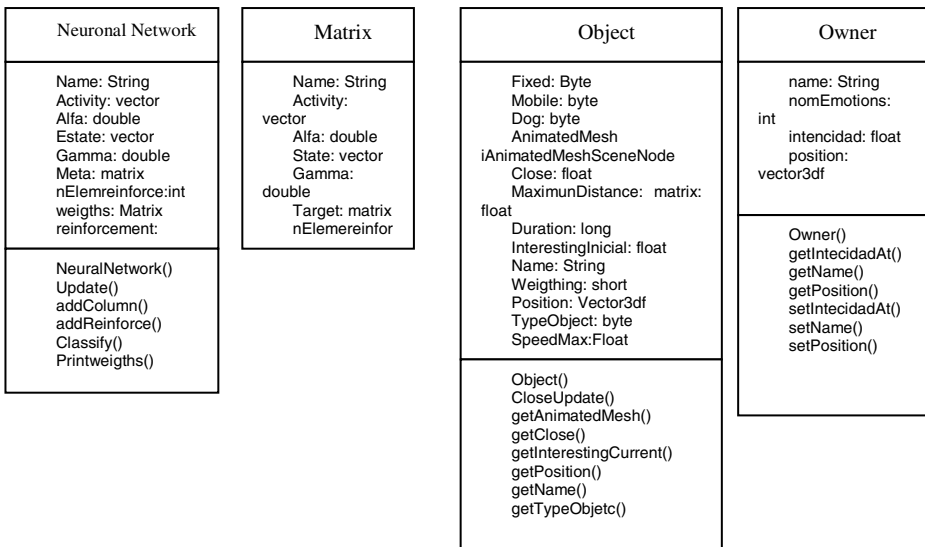 Neuronal Network
Name: String
Activity: vector
Alfa: double
Estate: vector
Gamma: double
Meta: matrix
nElemreinforce:int
weigths: Matrix
reinforcement:
NeuralNetwork()
Update()
addColumn()
addReinforce()
Classify()
Printweigths()
Matrix
Name: String
Activity:
vector
Alfa: double
State: vector
Gamma:
double
Target: matrix
nElemereinfor
Object
Fixed: Byte
Mobile: byte
Dog: byte
AnimatedMesh
iAnimatedMeshSceneNode
Close: float
MaximunDistance: matrix:
float
Duration: long
InterestingInicial: float
Name: String
Weigthing: short
Position: Vector3df
TypeObject: byte
SpeedMax:Float
Object()
CloseUpdate()
getAnimatedMesh()
getClose()
getInterestingCurrent()
getPosition()
getName()
getTypeObjetc()
Owner
name: String
nomEmotions:
int
intencidad: float
position:
vector3df
Owner()
getIntecidadAt()
getName()
getPosition()
setIntecidadAt()
setName()
setPosition()